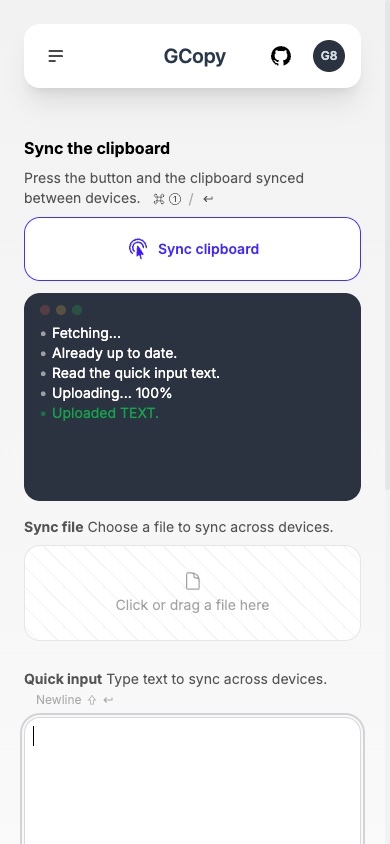 GCopy
G8
Sync the clipboard
Press the button and the clipboard synced
between devices. ⌘ ① / ↩
Sync clipboard
Fetching...
Already up to date.
Read the quick input text.
Uploading... 100%
Uploaded TEXT.
Sync file Choose a file to sync across devices.
Click or drag a file here
Quick input Type text to sync across devices.
Newline ⇧ ↩